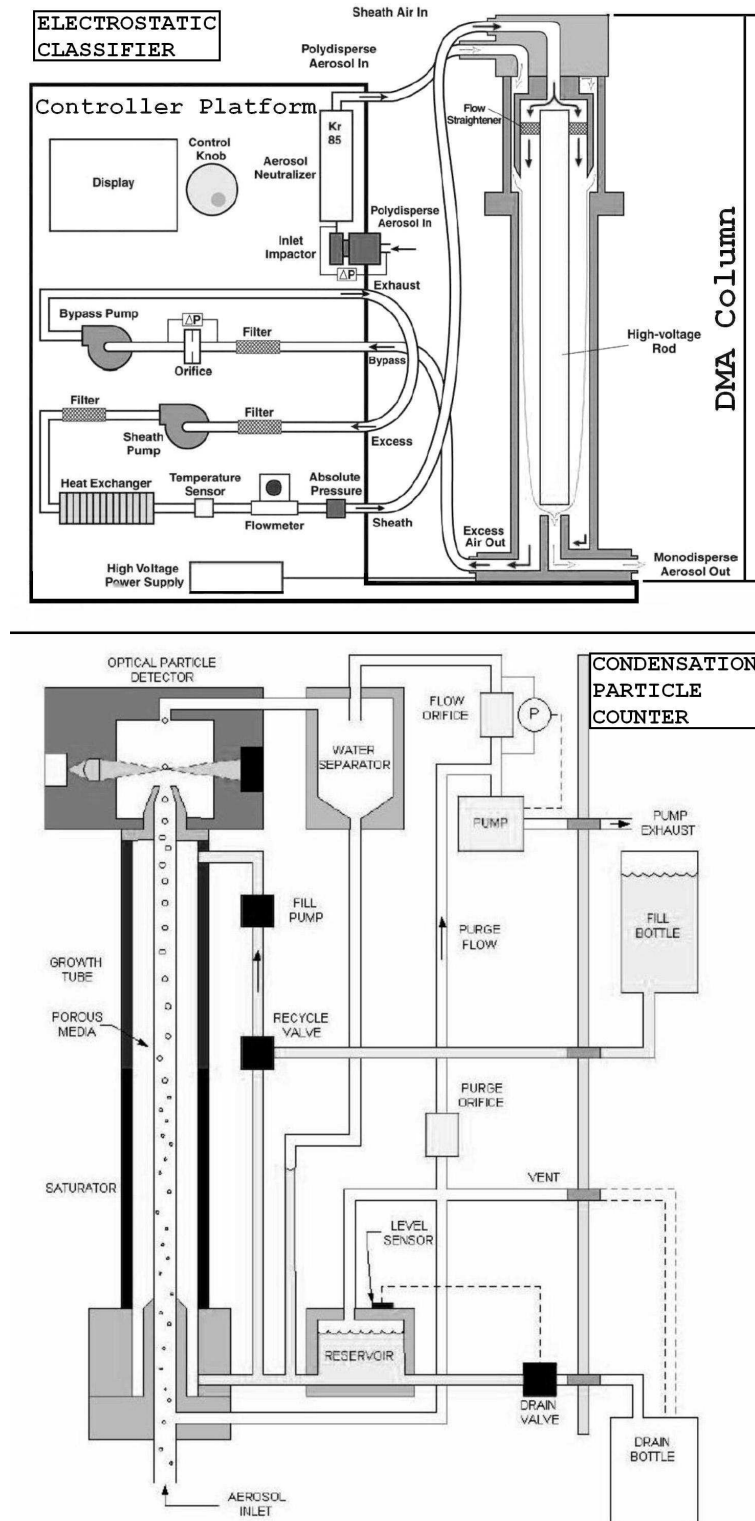 ELECTROSTATIC
CLASSIFIER
Sheath Air In
Polydisperse
Aerosol In
Controller Platform
Kr
85
Flow
Straightener
Control
Knob
Display
Aerosol
Neutralizer
Polydisperse
Aerosol In
Inlet
Impactor
ΔP
Exhaust
DMA Column
Bypass Pump
ΔP
Filter
High-voltage
Rod
Orifice
Bypass
Filter
Filter
Sheath
Pump
Excess
Heat Exchanger
Temperature
Sensor
Absolute
Pressure
Flowmeter
Sheath
Excess
Air Out
High Voltage
Power Supply
Monodisperse
Aerosol Out
OPTICAL PARTICLE
DETECTOR
CONDENSATION
PARTICLE
COUNTER
FLOW
ORIFICE
P
WATER
SEPARATOR
PUMP
PUMP
EXHAUST
FILL
PUMP
FILL
BOTTLE
PURGE
FLOW
GROWTH
TUBE
POROUS
MEDIA
RECYCLE
VALVE
PURGE
ORIFICE
SATURATOR
VENT
LEVEL
SENSOR
RESERVOIR
DRAIN
VALVE
DRAIN
BOTTLE
AEROSOL
INLET